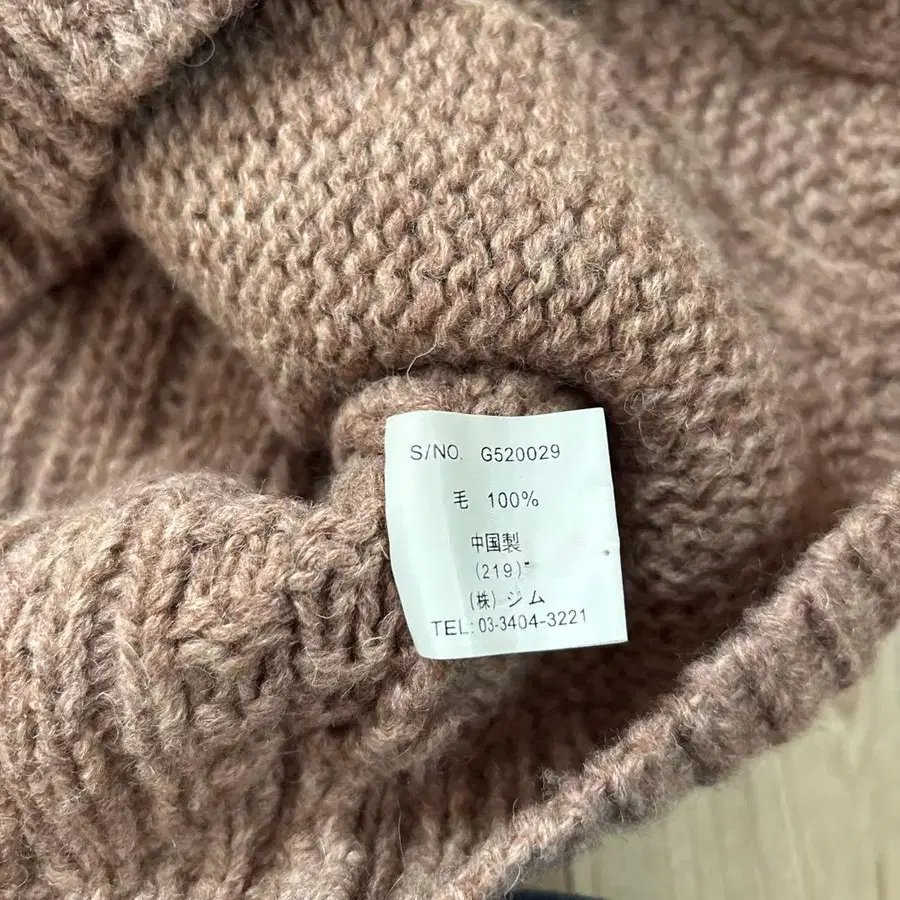 S/NO. G520029
毛 100%
中国製
(219)-
(株) ジム
TEL: 03-3404-3221